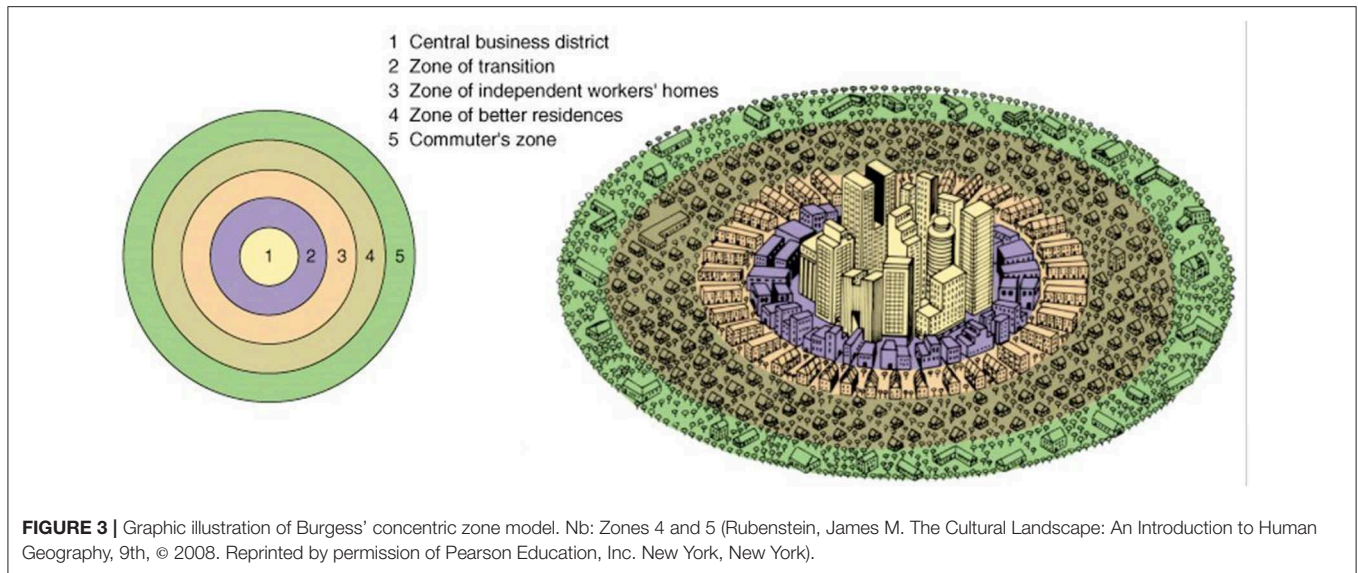 1 Central business district
2 Zone of transition
3 Zone of independent workers' homes
4 Zone of better residences
5 Commuter's zone
1 2 3 4 5
FIGURE 3 | Graphic illustration of Burgess’ concentric zone model. Nb: Zones 4 and 5 (Rubenstein, James M. The Cultural Landscape: An Introduction to Human
Geography, 9th, © 2008. Reprinted by permission of Pearson Education, Inc. New York, New York).